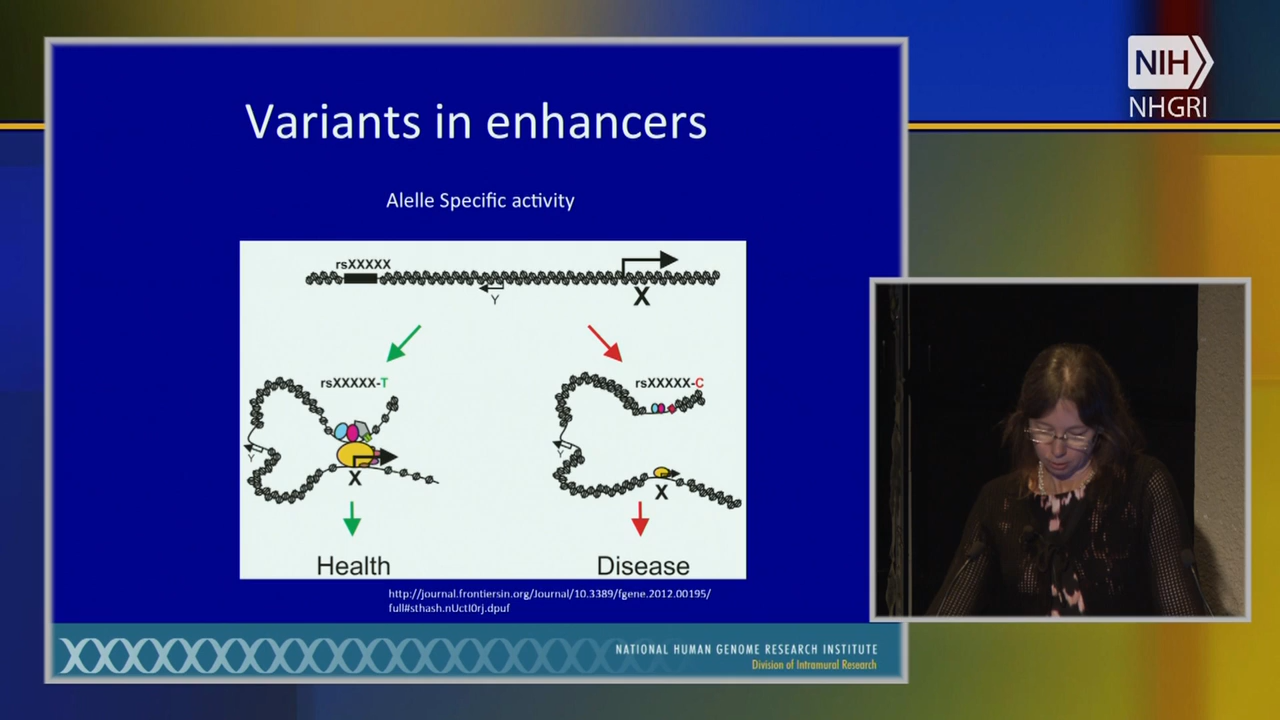 NIH
NHGRI
Variants in enhancers
Alelle Specific activity
rsXXXXX
Y
X
rsXXXXX-T
rsXXXXX-C
Y
X
Y
X
Health
Disease
http://journal.frontiersin.org/Journal/10.3389/fgene.2012.00195/
full#sthash.nUctI0rj.dpuf
NATIONAL HUMAN GENOME RESEARCH INSTITUTE
Division of Intramural Research